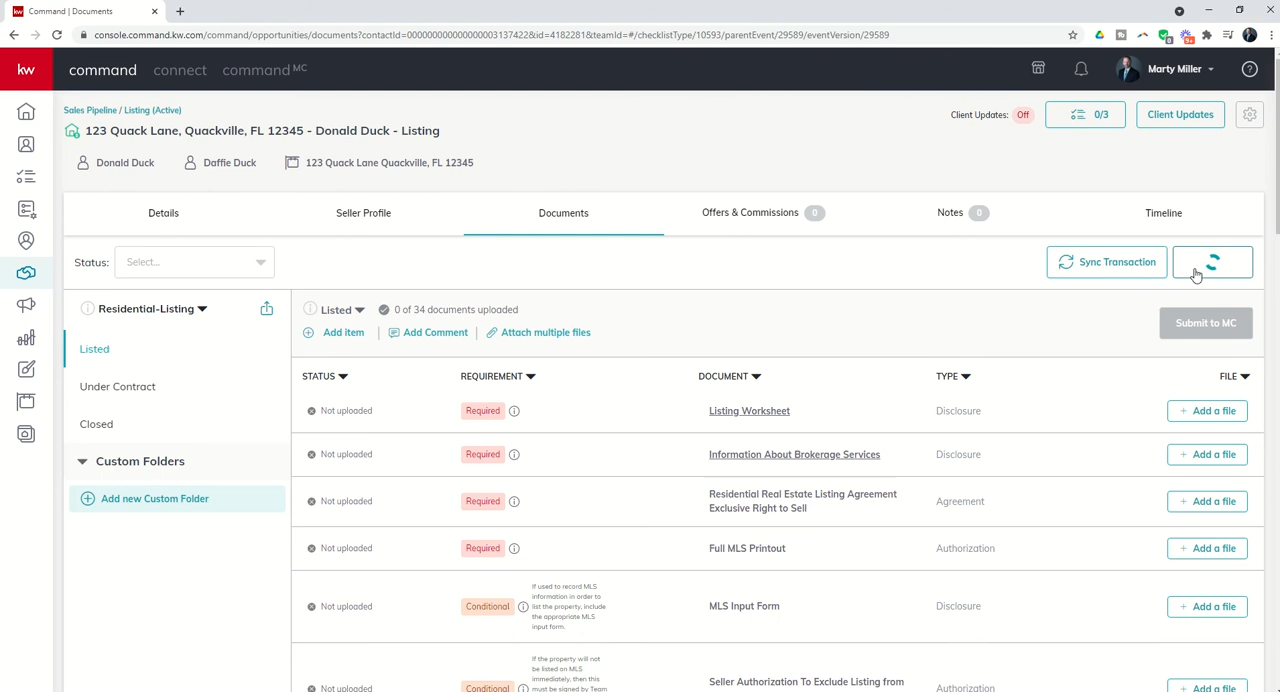 Command | Documents
console.command.kw.com/command/opportunities/documents?contactId=0000000000000000003137422&id=4182281&teamId=#/checklistType/10593/parentEvent/29589/eventVersion/29589
kw
command connect command MC
Marty Miller
Sales Pipeline / Listing (Active)
123 Quack Lane, Quackville, FL 12345 - Donald Duck - Listing
Client Updates: Off
0/3
Client Updates
Donald Duck Daffie Duck 123 Quack Lane Quackville, FL 12345
Details Seller Profile Documents Offers & Commissions 0 Notes 0 Timeline
Status: Select...
Sync Transaction
Residential-Listing
Listed
Under Contract
Closed
Custom Folders
Add new Custom Folder
Listed 0 of 34 documents uploaded
Add item Add Comment Attach multiple files
Submit to MC
STATUS REQUIREMENT DOCUMENT TYPE FILE
Not uploaded Required Listing Worksheet Disclosure + Add a file
Not uploaded Required Information About Brokerage Services Disclosure + Add a file
Not uploaded Required Residential Real Estate Listing Agreement Agreement + Add a file
Exclusive Right to Sell
Not uploaded Required Full MLS Printout Authorization + Add a file
If used to record MLS
information in order to
Not uploaded Conditional list the property, include MLS Input Form Disclosure + Add a file
the appropriate MLS
input form.
If the property will not
be listed on MLS
immediately, then this Seller Authorization To Exclude Listing from
Not uploaded Conditional must be signed by Team Authorization + Add a file